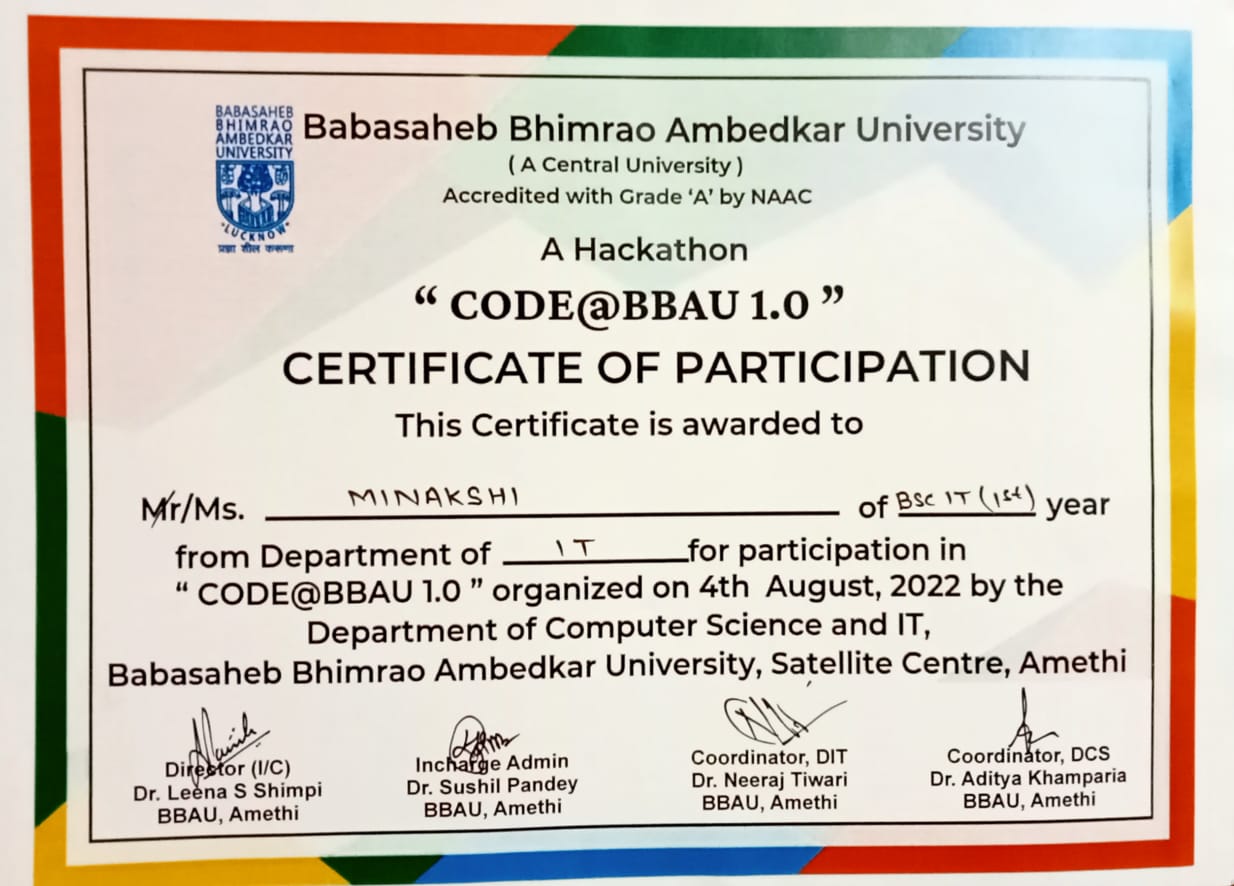 BABASAHEB
BHIMRAO
AMBEDKAR
UNIVERSITY
LUCKNOW
प्रज्ञा शील करूणा
Babasaheb Bhimrao Ambedkar University
( A Central University )
Accredited with Grade ‘A’ by NAAC
A Hackathon
“ CODE@BBAU 1.0 ”
CERTIFICATE OF PARTICIPATION
This Certificate is awarded to
Mr/Ms. MINAKSHI of BSc IT (1st) year
from Department of IT for participation in
“ CODE@BBAU 1.0 ” organized on 4th August, 2022 by the
Department of Computer Science and IT,
Babasaheb Bhimrao Ambedkar University, Satellite Centre, Amethi
Director (I/C)
Dr. Leena S Shimpi
BBAU, Amethi
Incharge Admin
Dr. Sushil Pandey
BBAU, Amethi
Coordinator, DIT
Dr. Neeraj Tiwari
BBAU, Amethi
Coordinator, DCS
Dr. Aditya Khamparia
BBAU, Amethi